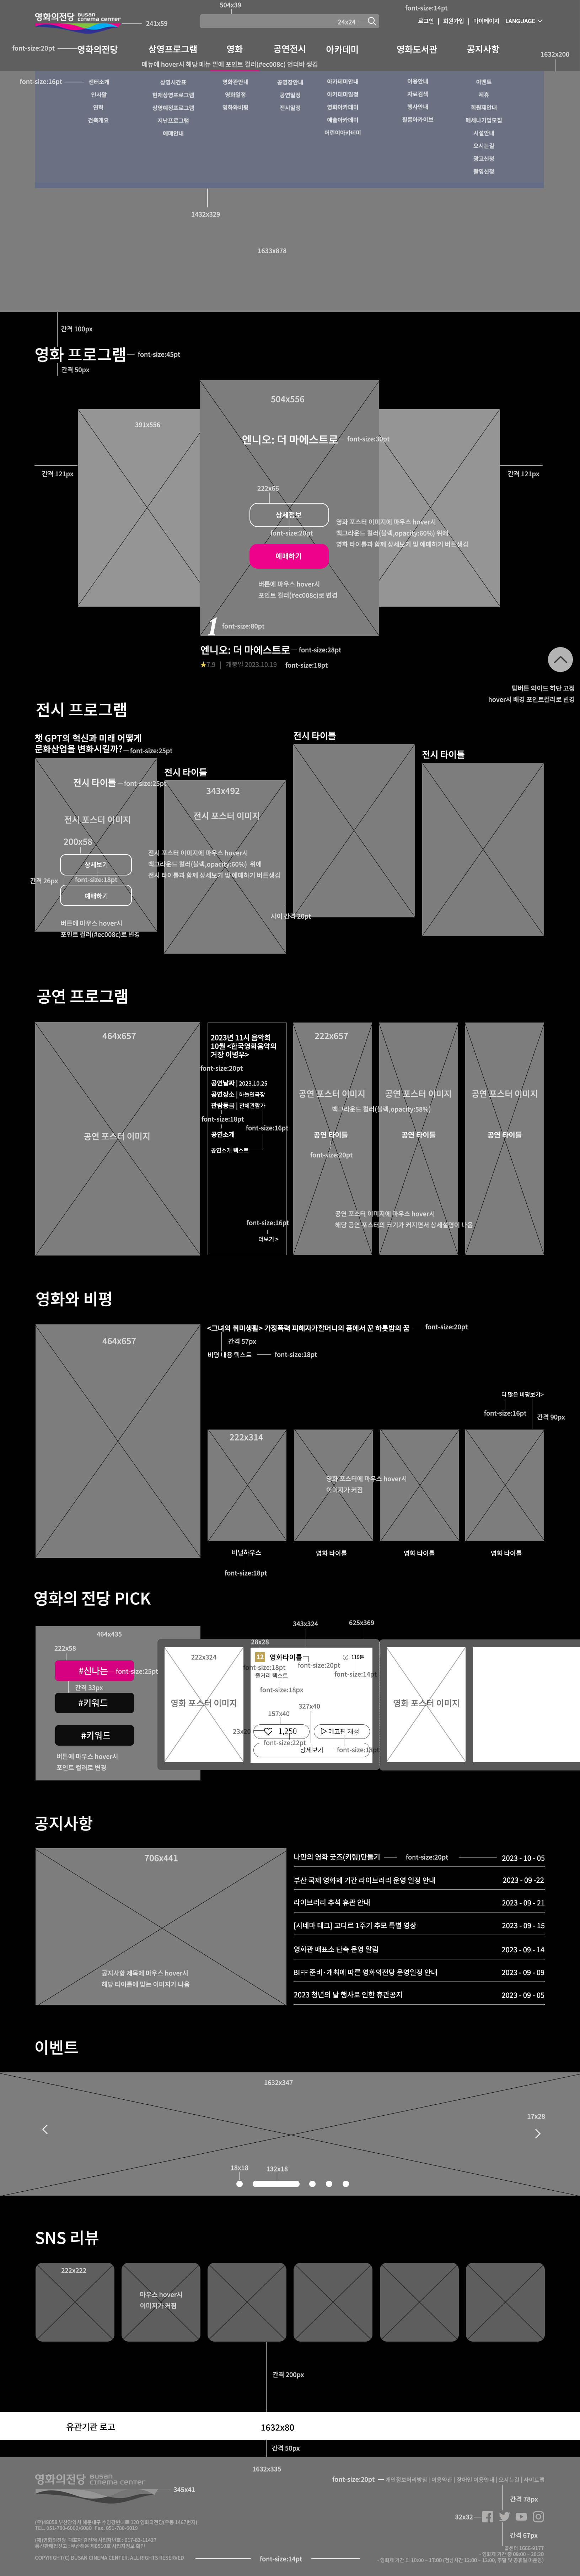 504x39
font-size:14pt
영화의전당 BUSAN cinema center
241x59
24x24
로그인 | 회원가입 | 마이페이지 LANGUAGE
font-size:20pt
영화의전당 상영프로그램 영화 공연전시 아카데미 영화도서관 공지사항
메뉴에 hover시 해당 메뉴 밑에 포인트 컬러(#ec008c) 언더바 생김
1632x200
font-size:16pt
센터소개 상영시간표 영화관안내 공영장안내 아카데미안내 이용안내 이벤트
인사말 현재상영프로그램 영화일정 공연일정 아카데미일정 자료검색 제휴
연혁 상영예정프로그램 영화와비평 전시일정 영화아카데미 행사안내 회원제안내
건축개요 지난프로그램 예술아카데미 필름아카이브 메세나기업모집
예매안내 어린이아카데미 시설안내
오시는길
광고신청
촬영신청
1432x329
1633x878
간격 100px
영화 프로그램
font-size:45pt
간격 50px
504x556
391x556
엔니오: 더 마에스트로
font-size:30pt
간격 121px
간격 121px
222x66
상세정보
font-size:20pt
영화 포스터 이미지에 마우스 hover시
백그라운드 컬러(블랙,opacity:60%) 위에
영화 타이틀과 함께 상세보기 및 예매하기 버튼생김
예매하기
버튼에 마우스 hover시
포인트 컬러(#ec008c)로 변경
1
font-size:80pt
엔니오: 더 마에스트로
font-size:28pt
★7.9 | 개봉일 2023.10.19
font-size:18pt
탑버튼 와이드 하단 고정
hover시 배경 포인트컬러로 변경
전시 프로그램
챗 GPT의 혁신과 미래 어떻게
문화산업을 변화시킬까?
font-size:25pt
전시 타이틀
전시 타이틀
전시 타이틀
전시 타이틀
font-size:25pt
343x492
전시 포스터 이미지
전시 포스터 이미지
200x58
상세보기
간격 26px
font-size:18pt
예매하기
전시 포스터 이미지에 마우스 hover시
백그라운드 컬러(블랙,opacity:60%) 위에
전시 타이틀과 함께 상세보기 및 예매하기 버튼생김
버튼에 마우스 hover시
포인트 컬러(#ec008c)로 변경
사이 간격 20pt
공연 프로그램
464x657
공연 포스터 이미지
2023년 11시 음악회
10월 <한국영화음악의
거장 이병우>
font-size:20pt
공연날짜 | 2023.10.25
공연장소 | 하늘연극장
관람등급 | 전체관람가
font-size:18pt
font-size:16pt
공연소개
공연소개 텍스트
font-size:16pt
더보기 >
222x657
공연 포스터 이미지 공연 포스터 이미지 공연 포스터 이미지
백그라운드 컬러(블랙,opacity:58%)
공연 타이틀 공연 타이틀 공연 타이틀
font-size:20pt
공연 포스터 이미지에 마우스 hover시
해당 공연 포스터의 크기가 커지면서 상세설명이 나옴
영화와 비평
464x657
<그녀의 취미생활> 가정폭력 피해자가할머니의 품에서 꾼 하룻밤의 꿈
font-size:20pt
간격 57px
비평 내용 텍스트
font-size:18pt
더 많은 비평보기>
font-size:16pt
간격 90px
222x314
영화 포스터에 마우스 hover시
이미지가 커짐
비닐하우스 영화 타이틀 영화 타이틀 영화 타이틀
font-size:18pt
영화의 전당 PICK
464x435
222x58
#신나는
font-size:25pt
간격 33px
#키워드
#키워드
버튼에 마우스 hover시
포인트 컬러로 변경
343x324
625x369
222x324
28x28
12
영화타이틀
119분
font-size:18pt
font-size:20pt
font-size:14pt
줄거리 텍스트
font-size:18px
영화 포스터 이미지
영화 포스터 이미지
327x40
157x40
23x20
1,250
예고편 재생
font-size:22pt
상세보기
font-size:18pt
공지사항
706x441
공지사항 제목에 마우스 hover시
해당 타이틀에 맞는 이미지가 나옴
나만의 영화 굿즈(키링)만들기
font-size:20pt
2023 - 10 - 05
부산 국제 영화제 기간 라이브러리 운영 일정 안내 2023 - 09 -22
라이브러리 추석 휴관 안내 2023 - 09 - 21
[시네마 테크] 고다르 1주기 추모 특별 영상 2023 - 09 - 15
영화관 매표소 단축 운영 알림 2023 - 09 - 14
BIFF 준비·개최에 따른 영화의전당 운영일정 안내 2023 - 09 - 09
2023 청년의 날 행사로 인한 휴관공지 2023 - 09 - 05
이벤트
1632x347
17x28
18x18
132x18
SNS 리뷰
222x222
마우스 hover시
이미지가 커짐
간격 200px
유관기관 로고
1632x80
간격 50px
1632x335
영화의전당 BUSAN cinema center
345x41
font-size:20pt
개인정보처리방침 | 이용약관 | 장애인 이용안내 | 오시는길 | 사이트맵
간격 78px
32x32
간격 67px
(우)48058 부산광역시 해운대구 수영강변대로 120 영화의전당(우동 1467번지)
COPYRIGHT(C) BUSAN CINEMA CENTER. ALL RIGHTS RESERVED
font-size:14pt